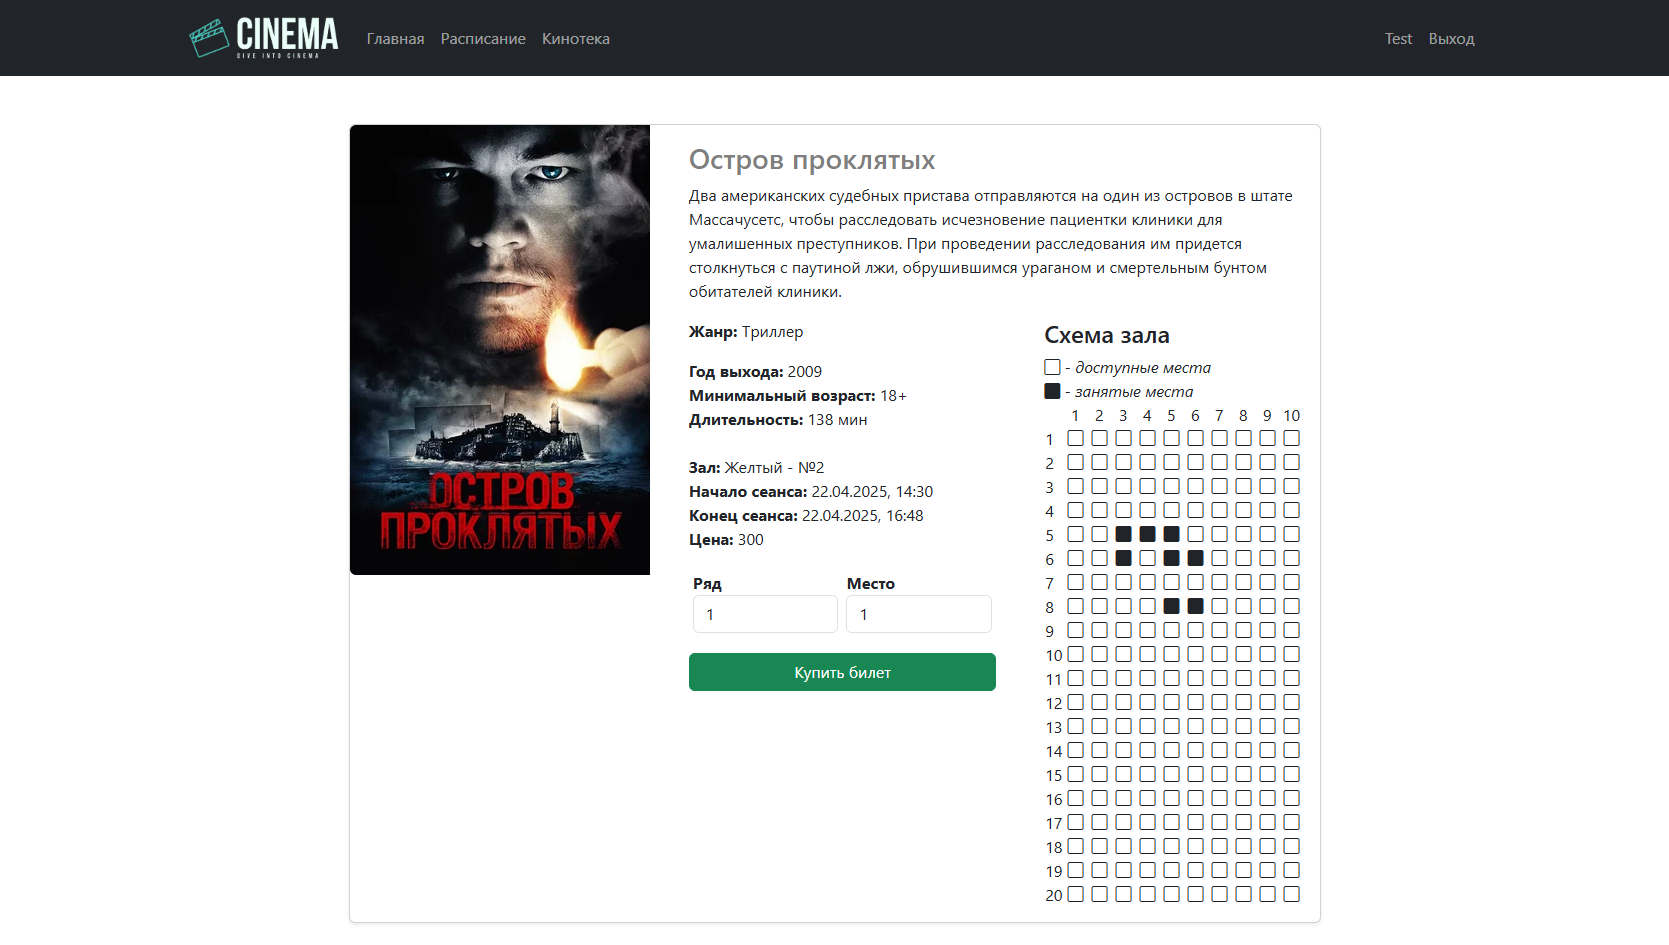 CINEMA
DIVE INTO CINEMA
Главная Расписание Кинотека
Test Выход
ОСТРОВ
ПРОКЛЯТЫХ
Остров проклятых
Два американских судебных пристава отправляются на один из островов в штате
Массачусетс, чтобы расследовать исчезновение пациентки клиники для
умалишенных преступников. При проведении расследования им придется
столкнуться с паутиной лжи, обрушившимся ураганом и смертельным бунтом
обитателей клиники.
Жанр: Триллер
Год выхода: 2009
Минимальный возраст: 18+
Длительность: 138 мин
Зал: Желтый - №2
Начало сеанса: 22.04.2025, 14:30
Конец сеанса: 22.04.2025, 16:48
Цена: 300
Ряд Место
1 1
Купить билет
Схема зала
- доступные места
- занятые места
1 2 3 4 5 6 7 8 9 10
1
2
3
4
5
6
7
8
9
10
11
12
13
14
15
16
17
18
19
20